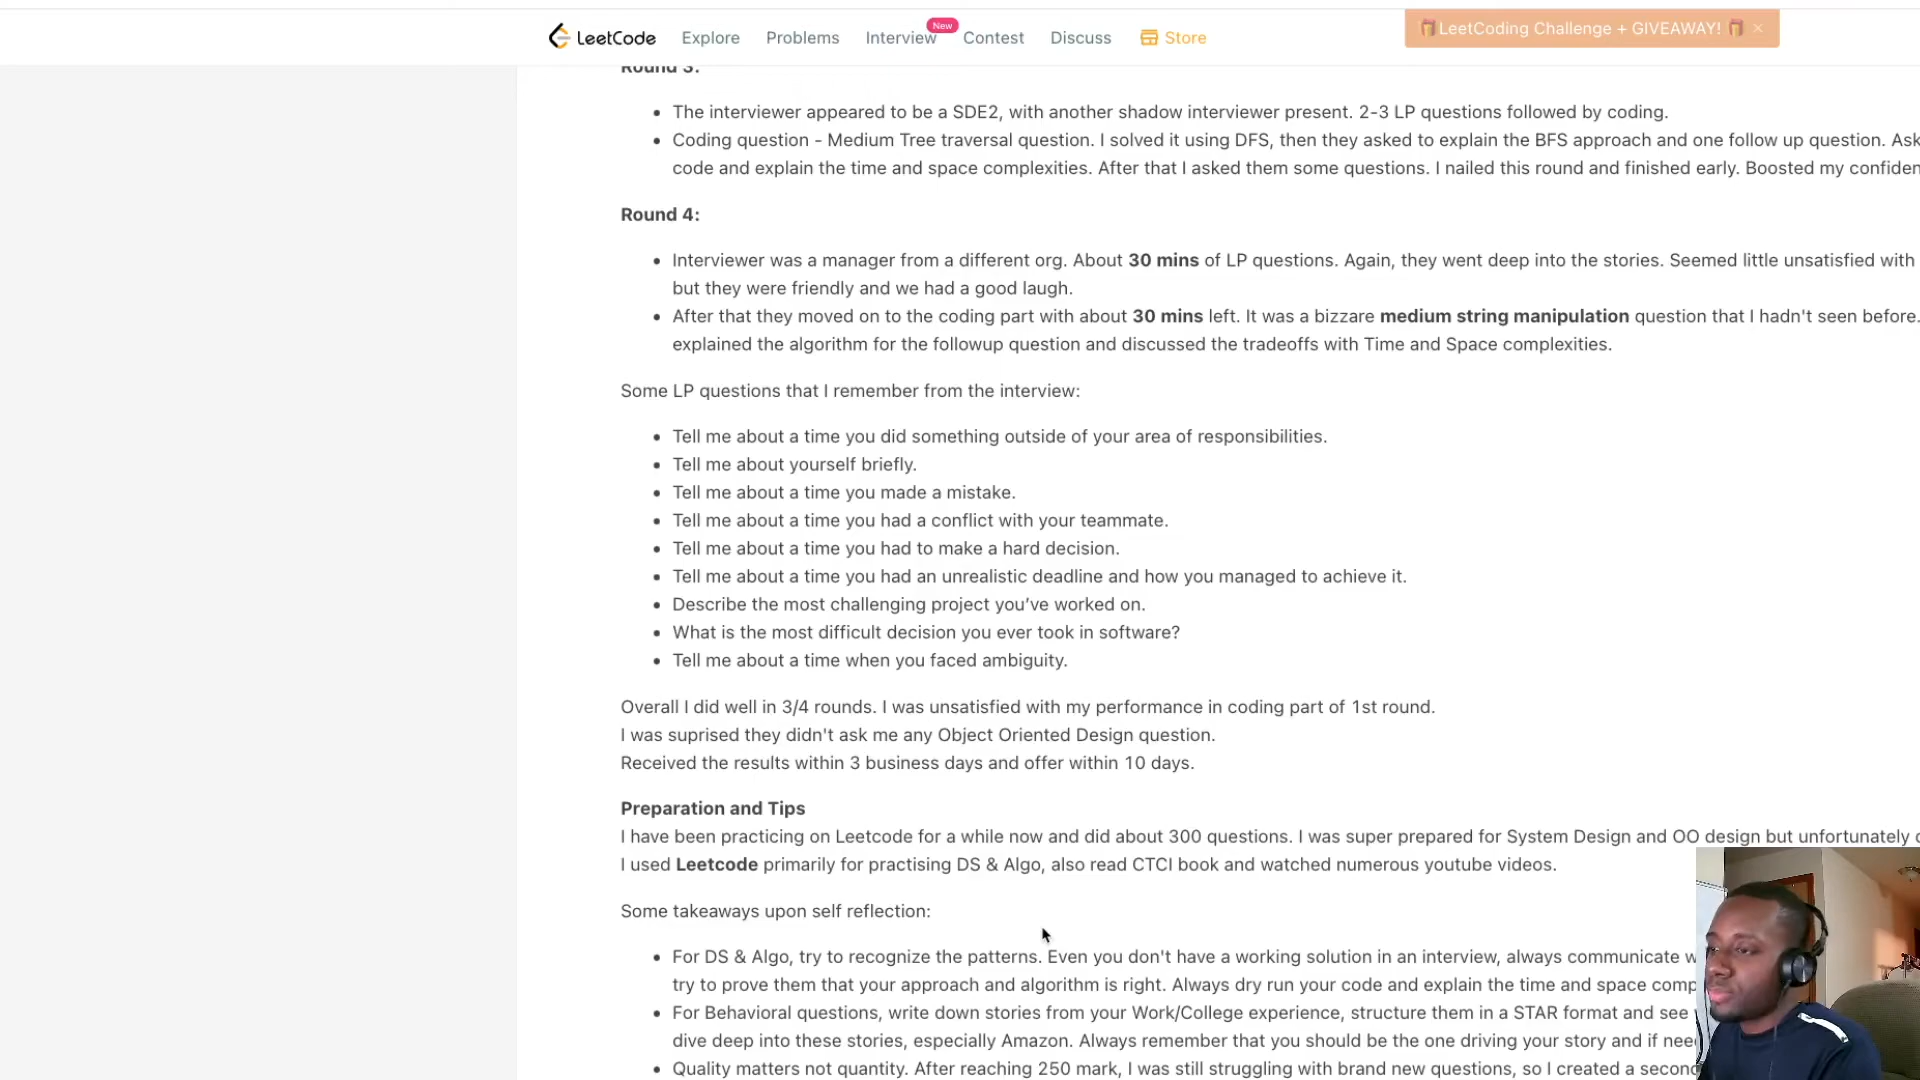 LeetCode Explore Problems Interview New Contest Discuss Store
LeetCoding Challenge + GIVEAWAY! ×
Round 3:
• The interviewer appeared to be a SDE2, with another shadow interviewer present. 2-3 LP questions followed by coding.
• Coding question - Medium Tree traversal question. I solved it using DFS, then they asked to explain the BFS approach and one follow up question. Ask
code and explain the time and space complexities. After that I asked them some questions. I nailed this round and finished early. Boosted my confiden
Round 4:
• Interviewer was a manager from a different org. About 30 mins of LP questions. Again, they went deep into the stories. Seemed little unsatisfied with
but they were friendly and we had a good laugh.
• After that they moved on to the coding part with about 30 mins left. It was a bizzare medium string manipulation question that I hadn't seen before.
explained the algorithm for the followup question and discussed the tradeoffs with Time and Space complexities.
Some LP questions that I remember from the interview:
• Tell me about a time you did something outside of your area of responsibilities.
• Tell me about yourself briefly.
• Tell me about a time you made a mistake.
• Tell me about a time you had a conflict with your teammate.
• Tell me about a time you had to make a hard decision.
• Tell me about a time you had an unrealistic deadline and how you managed to achieve it.
• Describe the most challenging project you’ve worked on.
• What is the most difficult decision you ever took in software?
• Tell me about a time when you faced ambiguity.
Overall I did well in 3/4 rounds. I was unsatisfied with my performance in coding part of 1st round.
I was suprised they didn't ask me any Object Oriented Design question.
Received the results within 3 business days and offer within 10 days.
Preparation and Tips
I have been practicing on Leetcode for a while now and did about 300 questions. I was super prepared for System Design and OO design but unfortunately
I used Leetcode primarily for practising DS & Algo, also read CTCI book and watched numerous youtube videos.
Some takeaways upon self reflection:
• For DS & Algo, try to recognize the patterns. Even you don't have a working solution in an interview, always communicate
try to prove them that your approach and algorithm is right. Always dry run your code and explain the time and space comp
• For Behavioral questions, write down stories from your Work/College experience, structure them in a STAR format and see
dive deep into these stories, especially Amazon. Always remember that you should be the one driving your story and if nee
• Quality matters not quantity. After reaching 250 mark, I was still struggling with brand new questions, so I created a secon